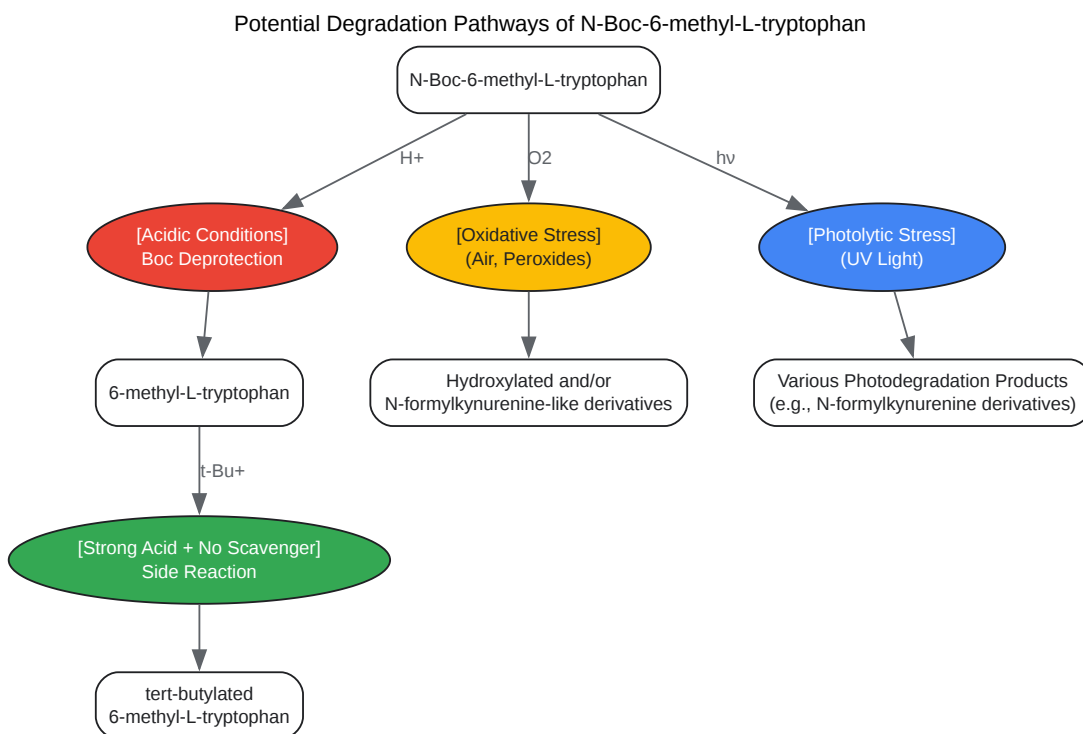 Potential Degradation Pathways of N-Boc-6-methyl-L-tryptophan
N-Boc-6-methyl-L-tryptophan
H+
O2
hν
[Acidic Conditions]
Boc Deprotection
[Oxidative Stress]
(Air, Peroxides)
[Photolytic Stress]
(UV Light)
6-methyl-L-tryptophan
Hydroxylated and/or
N-formylkynurenine-like derivatives
Various Photodegradation Products
(e.g., N-formylkynurenine derivatives)
t-Bu+
[Strong Acid + No Scavenger]
Side Reaction
tert-butylated
6-methyl-L-tryptophan